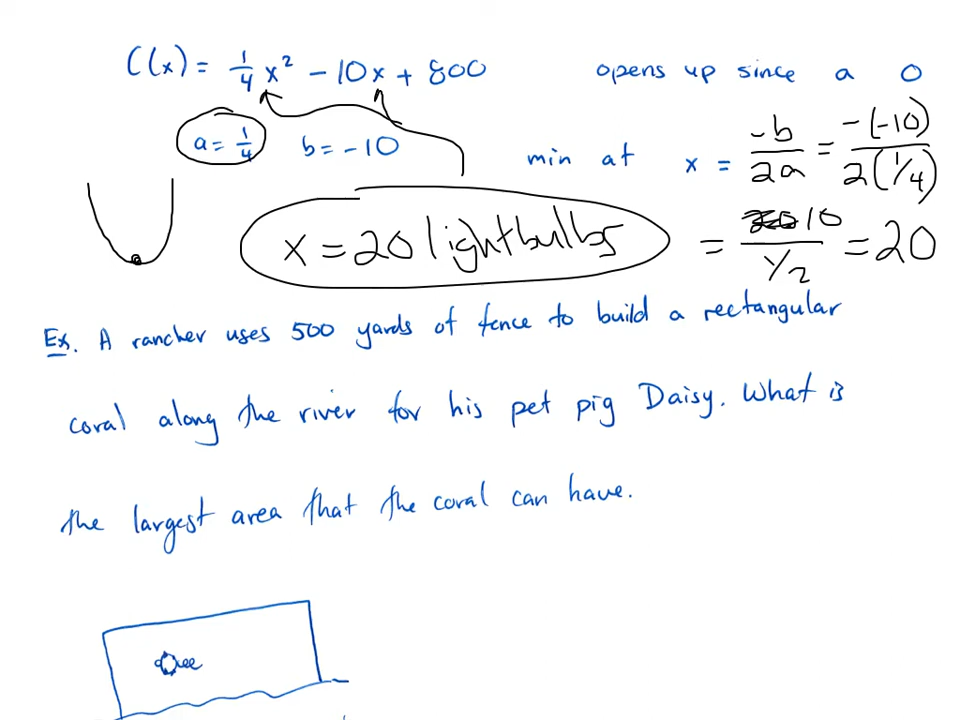 C(x) = 1/4 x² - 10x + 800 opens up since a 0
a = 1/4 b = -10 min at x = -b/2a = -(-10)/2(1/4)
x = 20 lightbulbs = 10/(1/2) = 20
Ex. A rancher uses 500 yards of fence to build a rectangular
coral along the river for his pet pig Daisy. What is
the largest area that the coral can have.